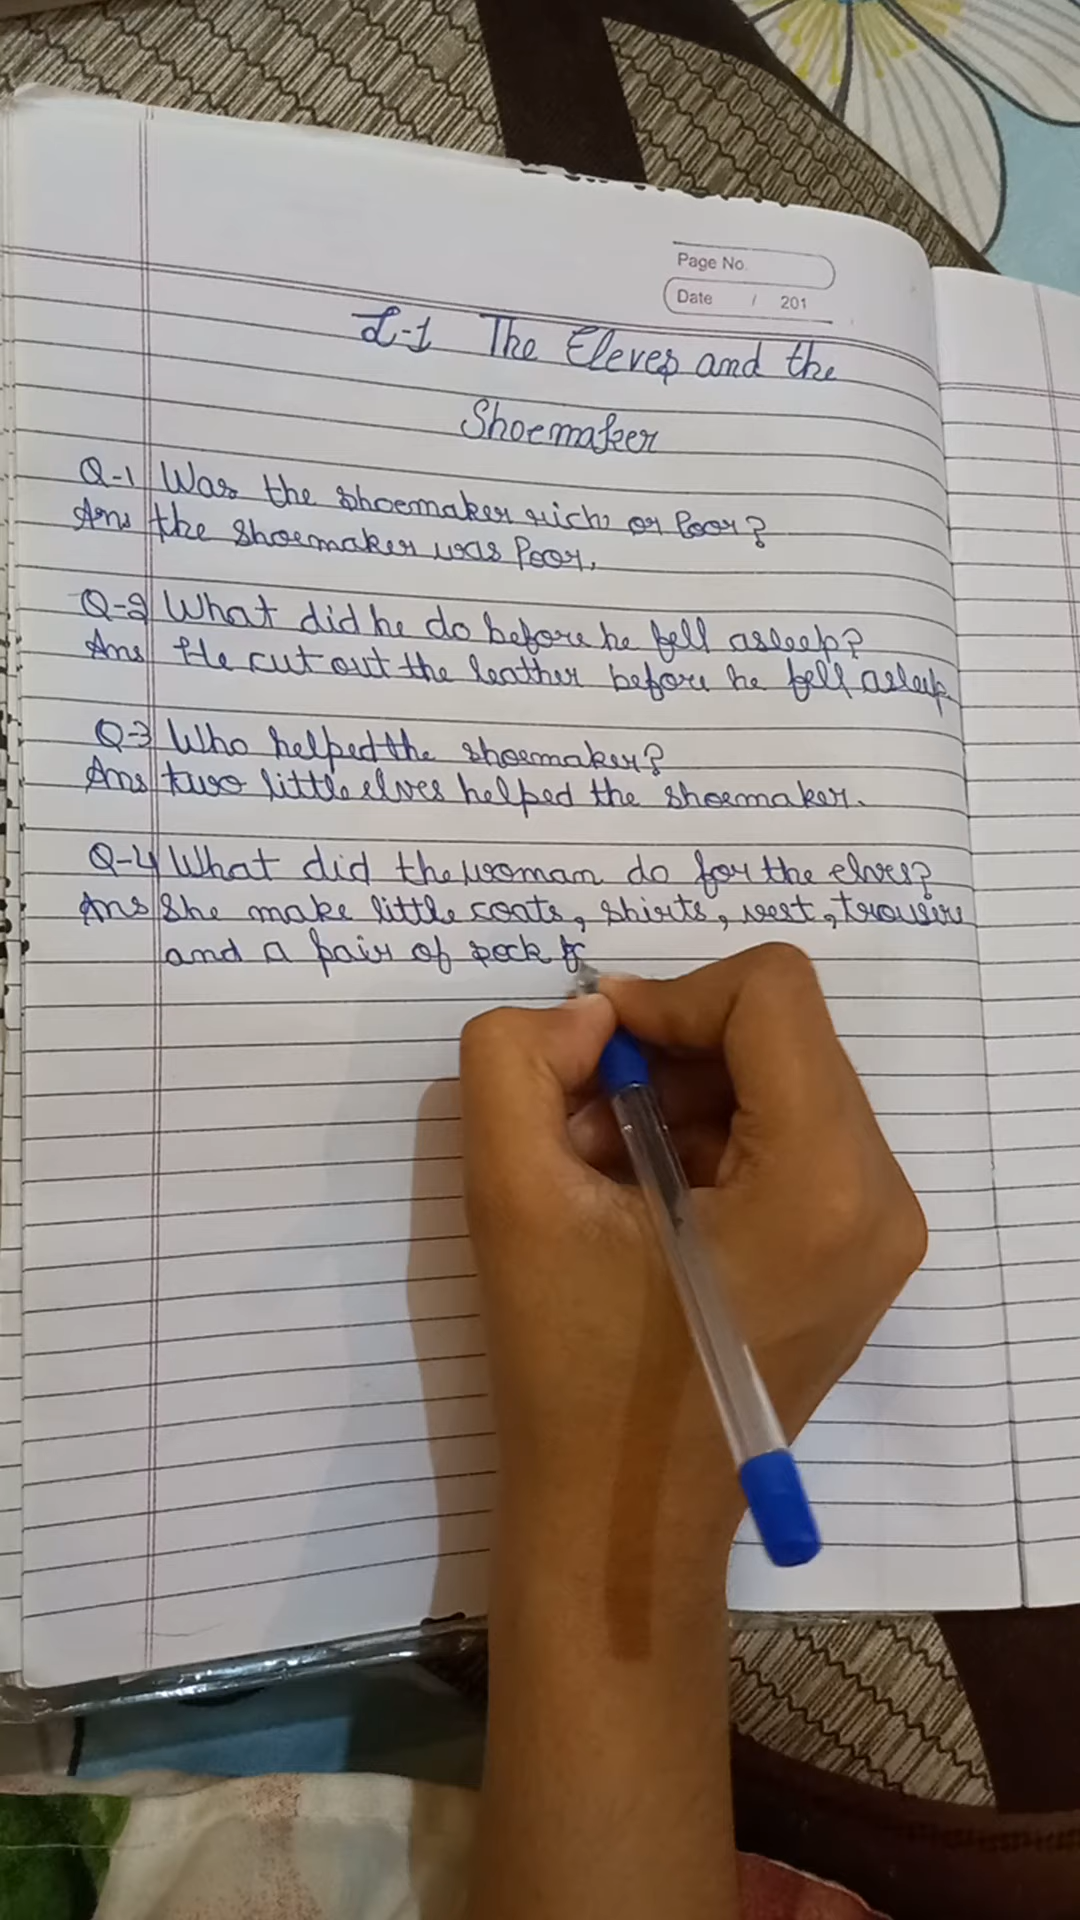 Page No.
Date / 201
L-1 The Eleves and the
Shoemaker
Q-1 Was the shoemaker rich or Poor?
Ans the shoemaker was Poor.
Q-2 What did he do before he fell asleep?
Ans He cut out the leather before he fell asleep
Q-3 Who helped the shoemaker?
Ans two little elves helped the shoemaker.
Q-4 What did the woman do for the elves?
Ans She make little coats, shirts, vest, trousers
and a pair of pock